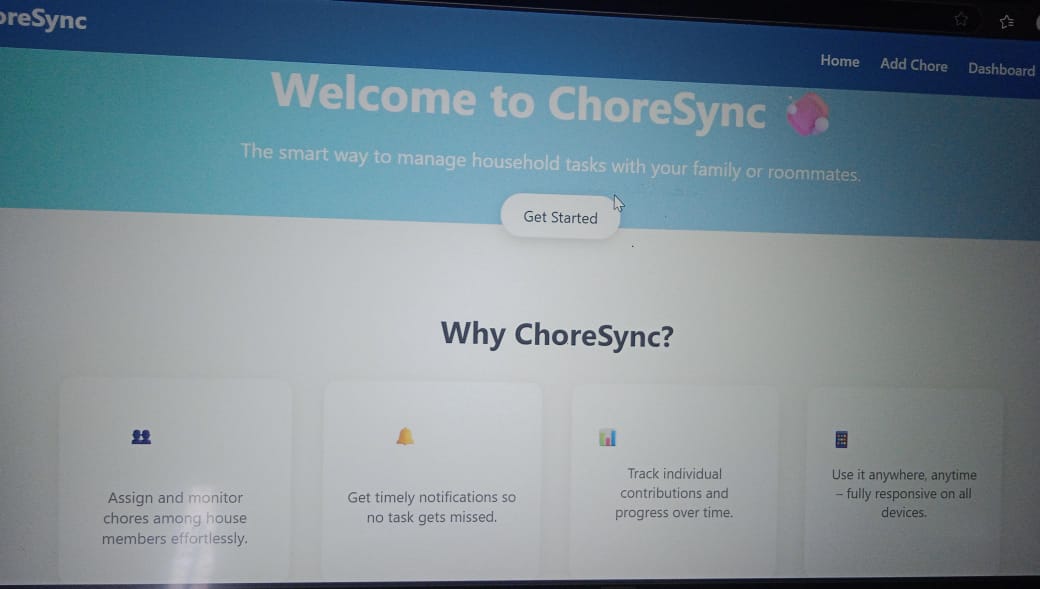 oreSync
Home Add Chore Dashboard
Welcome to ChoreSync
The smart way to manage household tasks with your family or roommates.
Get Started
Why ChoreSync?
Assign and monitor
chores among house
members effortlessly.
Get timely notifications so
no task gets missed.
Track individual
contributions and
progress over time.
Use it anywhere, anytime
– fully responsive on all
devices.